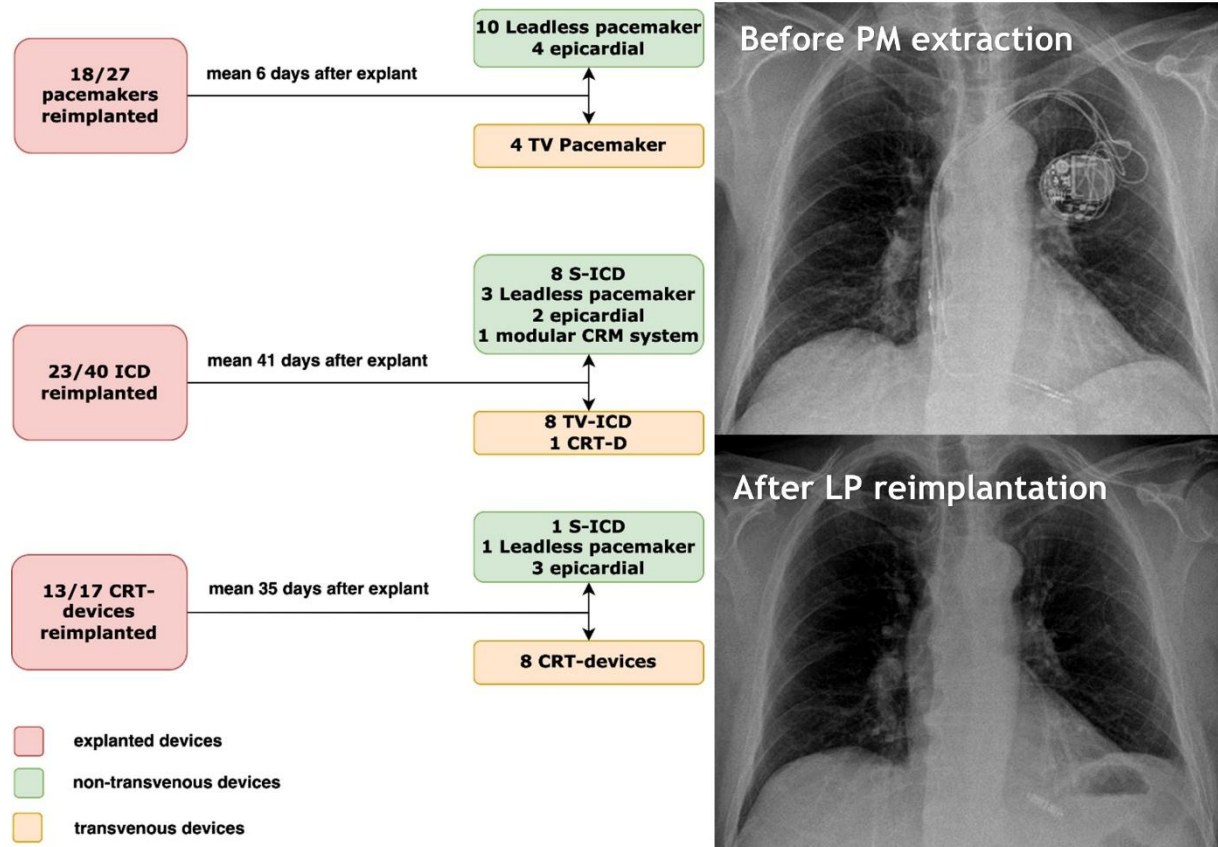 18/27
pacemakers
reimplanted
mean 6 days after explant
10 Leadless pacemaker
4 epicardial
4 TV Pacemaker
23/40 ICD
reimplanted
mean 41 days after explant
8 S-ICD
3 Leadless pacemaker
2 epicardial
1 modular CRM system
8 TV-ICD
1 CRT-D
13/17 CRT-
devices
reimplanted
mean 35 days after explant
1 S-ICD
1 Leadless pacemaker
3 epicardial
8 CRT-devices
explanted devices
non-transvenous devices
transvenous devices
Before PM extraction
After LP reimplantation